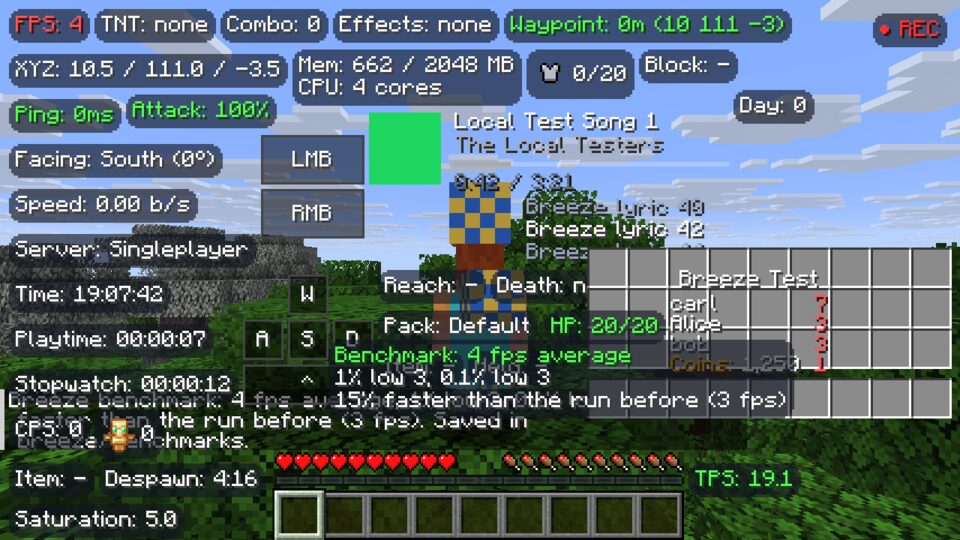 FPS: 4
TNT: none
Combo: 0
Effects: none
Waypoint: 0m (10 111 -3)
REC
XYZ: 10.5 / 111.0 / -3.5
Mem: 662 / 2048 MB
CPU: 4 cores
0/20
Block: -
Ping: 0ms
Attack: 100%
Day: 0
Facing: South (0°)
LMB
Local Test Song 1
The Local Testers
0:42 / 3:21
Speed: 0.00 b/s
RMB
Breeze lyric 40
Breeze lyric 42
Breeze
Server: Singleplayer
Reach: -
Death: n
Breeze Test
carl 7
Alice 3
bob 3
Coins: 1,250 1
Time: 19:07:42
W
Playtime: 00:00:07
A
S
D
Pack: Default
HP: 20/20
Benchmark: 4 fps average
1% low 3, 0.1% low 3
15% faster than the run before (3 fps)
Stopwatch: 00:00:12
^
Breeze benchmark: 4 fps
faster than the run before (3 fps). Saved in
CPS: 0
0
Item: -
Despawn: 4:16
TPS: 19.1
Saturation: 5.0